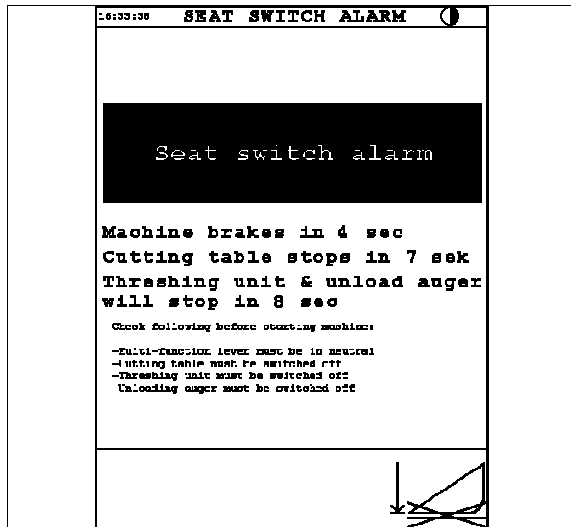 16:33:38 SEAT SWITCH ALARM
Seat switch alarm
Machine brakes in 4 sec
Cutting table stops in 7 sek
Threshing unit & unload auger
will stop in 8 sec
Check following before starting machine:
-Multi-function lever must be in neutral
-Cutting table must be switched off
-Threshing unit must be switched off
Unloading auger must be switched off